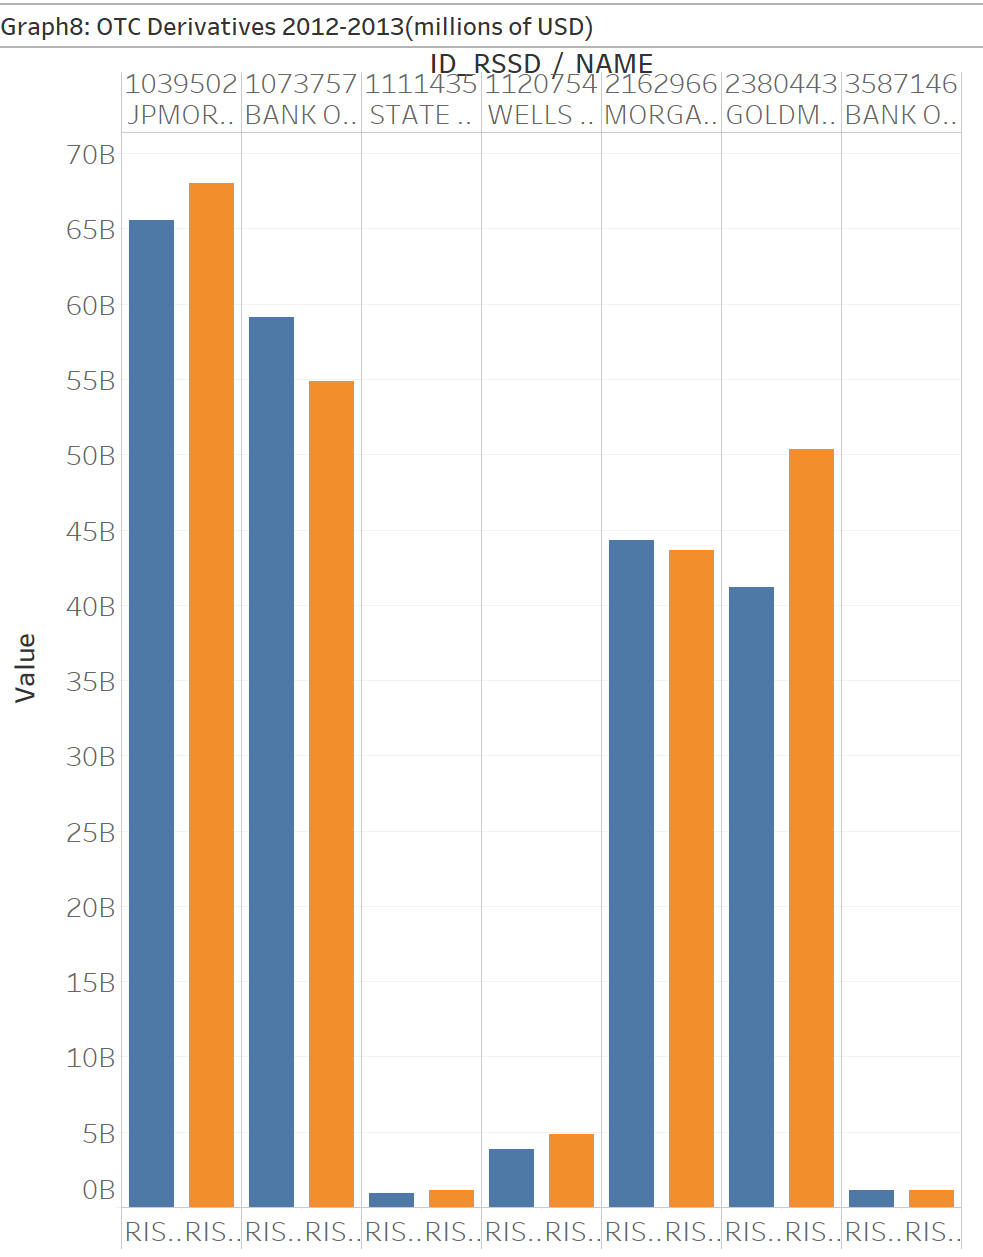 Graph8: OTC Derivatives 2012-2013(millions of USD)
ID_RSSD / NAME
1039502 1073757 1111435 1120754 2162966 2380443 3587146
JPMOR.. BANK O.. STATE .. WELLS .. MORGA.. GOLDM.. BANK O..
70B
65B
60B
55B
50B
45B
40B
35B
30B
25B
20B
15B
10B
5B
0B
Value
RIS.. RIS.. RIS.. RIS.. RIS.. RIS.. RIS.. RIS.. RIS.. RIS.. RIS.. RIS.. RIS.. RIS..